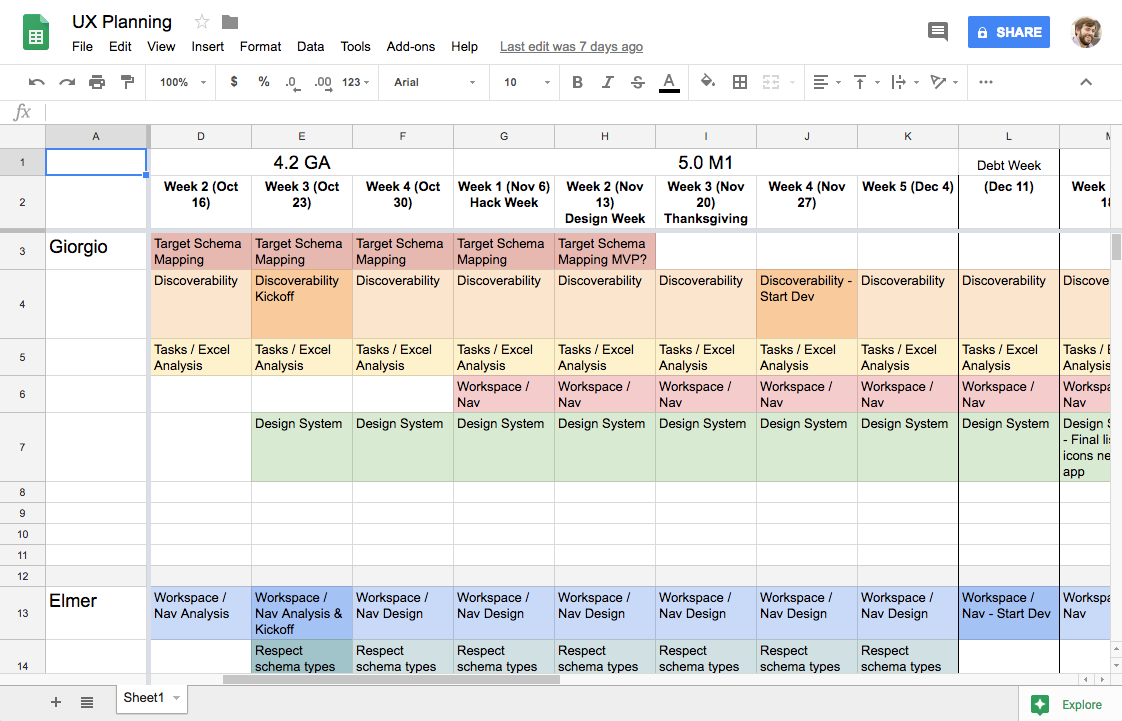 UX Planning
File Edit View Insert Format Data Tools Add-ons Help Last edit was 7 days ago
SHARE
100% $ % .0 .00 123 Arial 10 B I S A
fx
A D E F G H I J K L
1 4.2 GA 5.0 M1 Debt Week
2
Week 2 (Oct
16)
Week 3 (Oct
23)
Week 4 (Oct
30)
Week 1 (Nov 6)
Hack Week
Week 2 (Nov
13)
Design Week
Week 3 (Nov
20)
Thanksgiving
Week 4 (Nov
27)
Week 5 (Dec 4)
(Dec 11)
Week
3
Giorgio
Target Schema
Mapping
Target Schema
Mapping
Target Schema
Mapping
Target Schema
Mapping
Target Schema
Mapping MVP?
4
Discoverability
Discoverability
Kickoff
Discoverability
Discoverability
Discoverability
Discoverability
Discoverability -
Start Dev
Discoverability
Discoverability
Discove
5
Tasks / Excel
Analysis
Tasks / Excel
Analysis
Tasks / Excel
Analysis
Tasks / Excel
Analysis
Tasks / Excel
Analysis
Tasks / Excel
Analysis
Tasks / Excel
Analysis
Tasks / Excel
Analysis
Tasks / Excel
Analysis
Tasks /
Analysis
6
Workspace /
Nav
Workspace /
Nav
Workspace /
Nav
Workspace /
Nav
Workspace /
Nav
Workspace /
Nav
Worksp
Nav
7
Design System
Design System
Design System
Design System
Design System
Design System
Design System
Design System
Design
- Final li
icons ne
app
8
9
10
11
12
13
Elmer
Workspace /
Nav Analysis
Workspace /
Nav Analysis &
Kickoff
Workspace /
Nav Design
Workspace /
Nav Design
Workspace /
Nav Design
Workspace /
Nav Design
Workspace /
Nav Design
Workspace /
Nav Design
Workspace /
Nav - Start Dev
Worksp
Nav
14
Respect
schema types
Respect
schema types
Respect
schema types
Respect
schema types
Respect
schema types
Respect
schema types
Respect
schema types
Sheet1
Explore